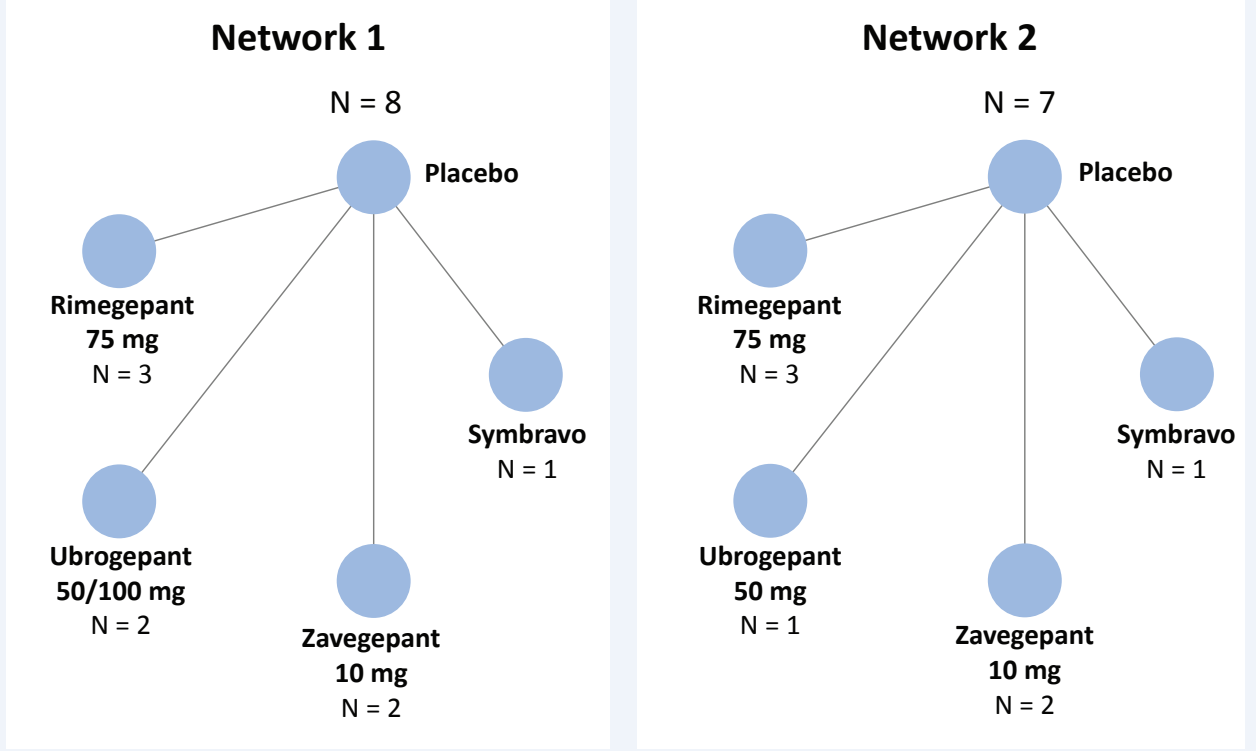 Network 1
N = 8
Placebo
Rimegepant
75 mg
N = 3
Symbravo
N = 1
Ubrogepant
50/100 mg
N = 2
Zavegepant
10 mg
N = 2
Network 2
N = 7
Placebo
Rimegepant
75 mg
N = 3
Symbravo
N = 1
Ubrogepant
50 mg
N = 1
Zavegepant
10 mg
N = 2